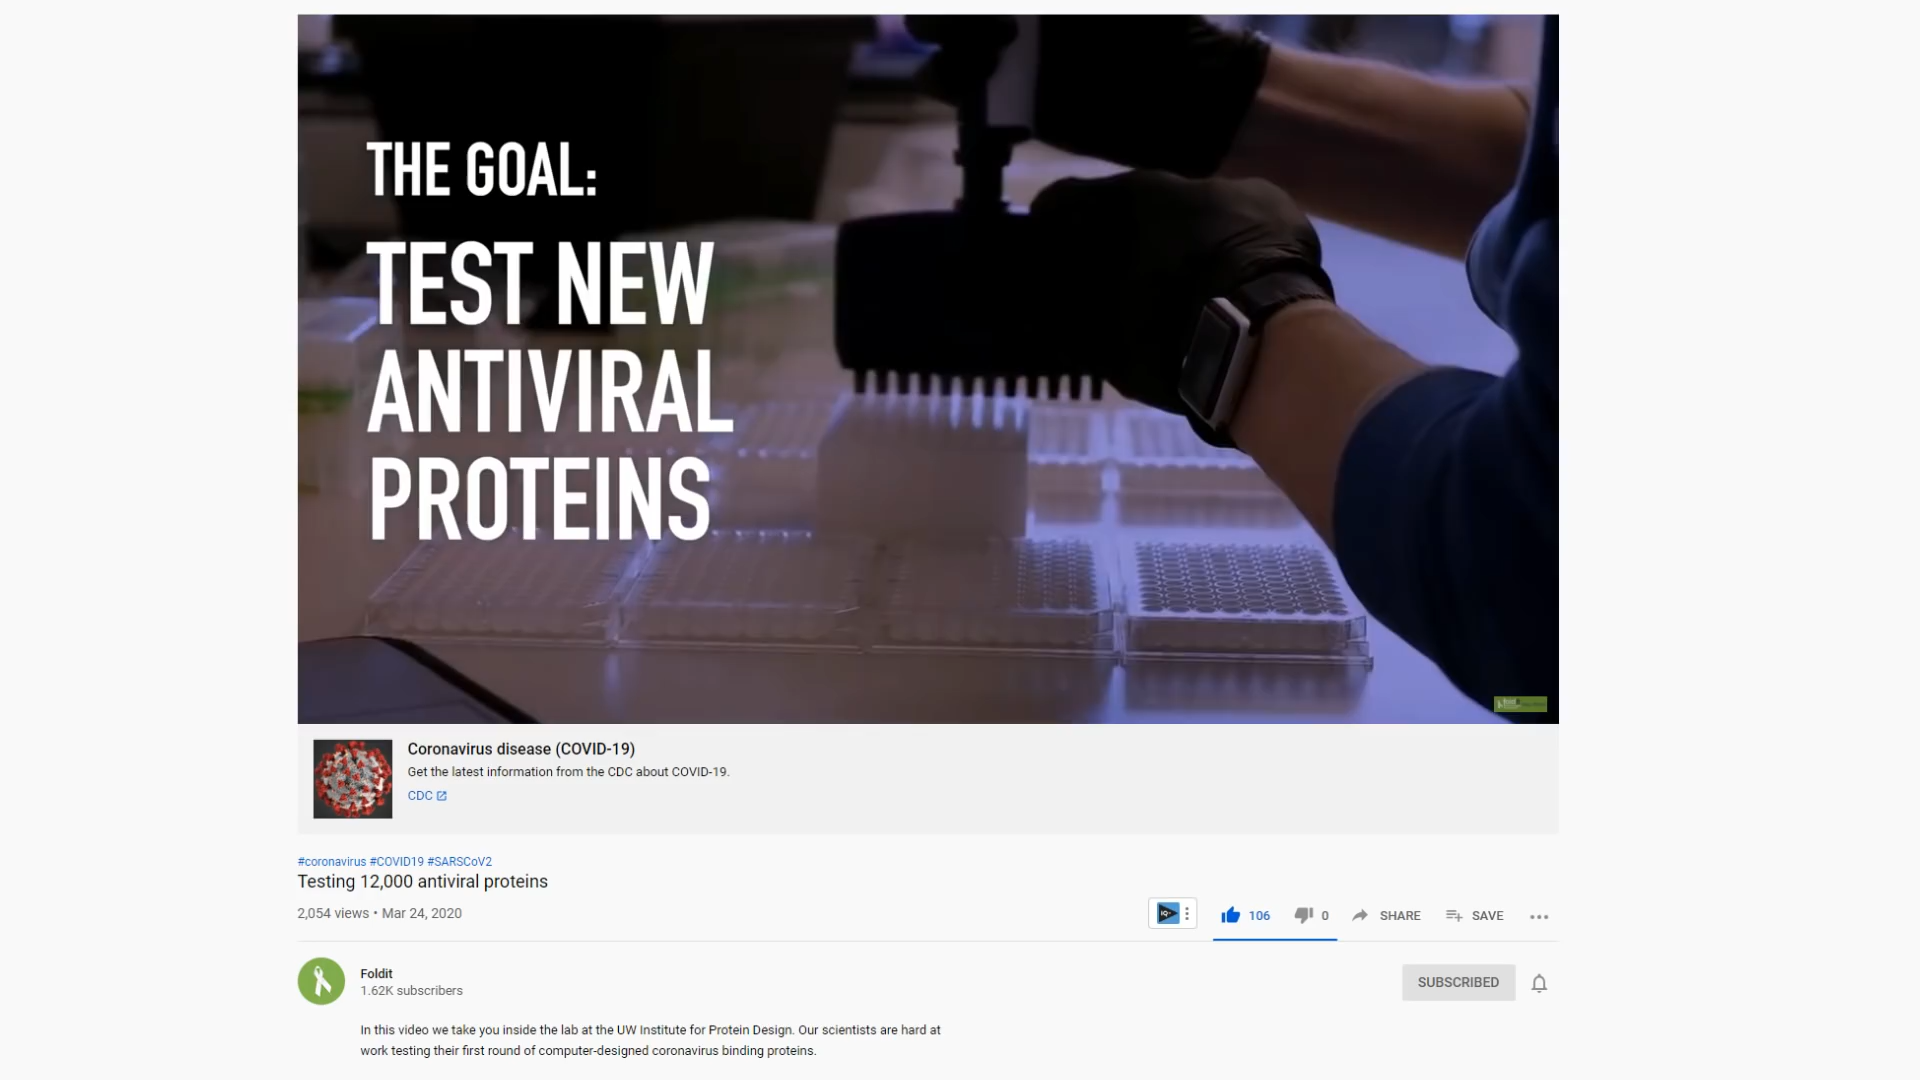 THE GOAL:
TEST NEW
ANTIVIRAL
PROTEINS
Coronavirus disease (COVID-19)
Get the latest information from the CDC about COVID-19.
CDC
#coronavirus #COVID19 #SARSCoV2
Testing 12,000 antiviral proteins
2,054 views • Mar 24, 2020
IQ
106
0
SHARE
SAVE
Foldit
1.62K subscribers
SUBSCRIBED
In this video we take you inside the lab at the UW Institute for Protein Design. Our scientists are hard at
work testing their first round of computer-designed coronavirus binding proteins.